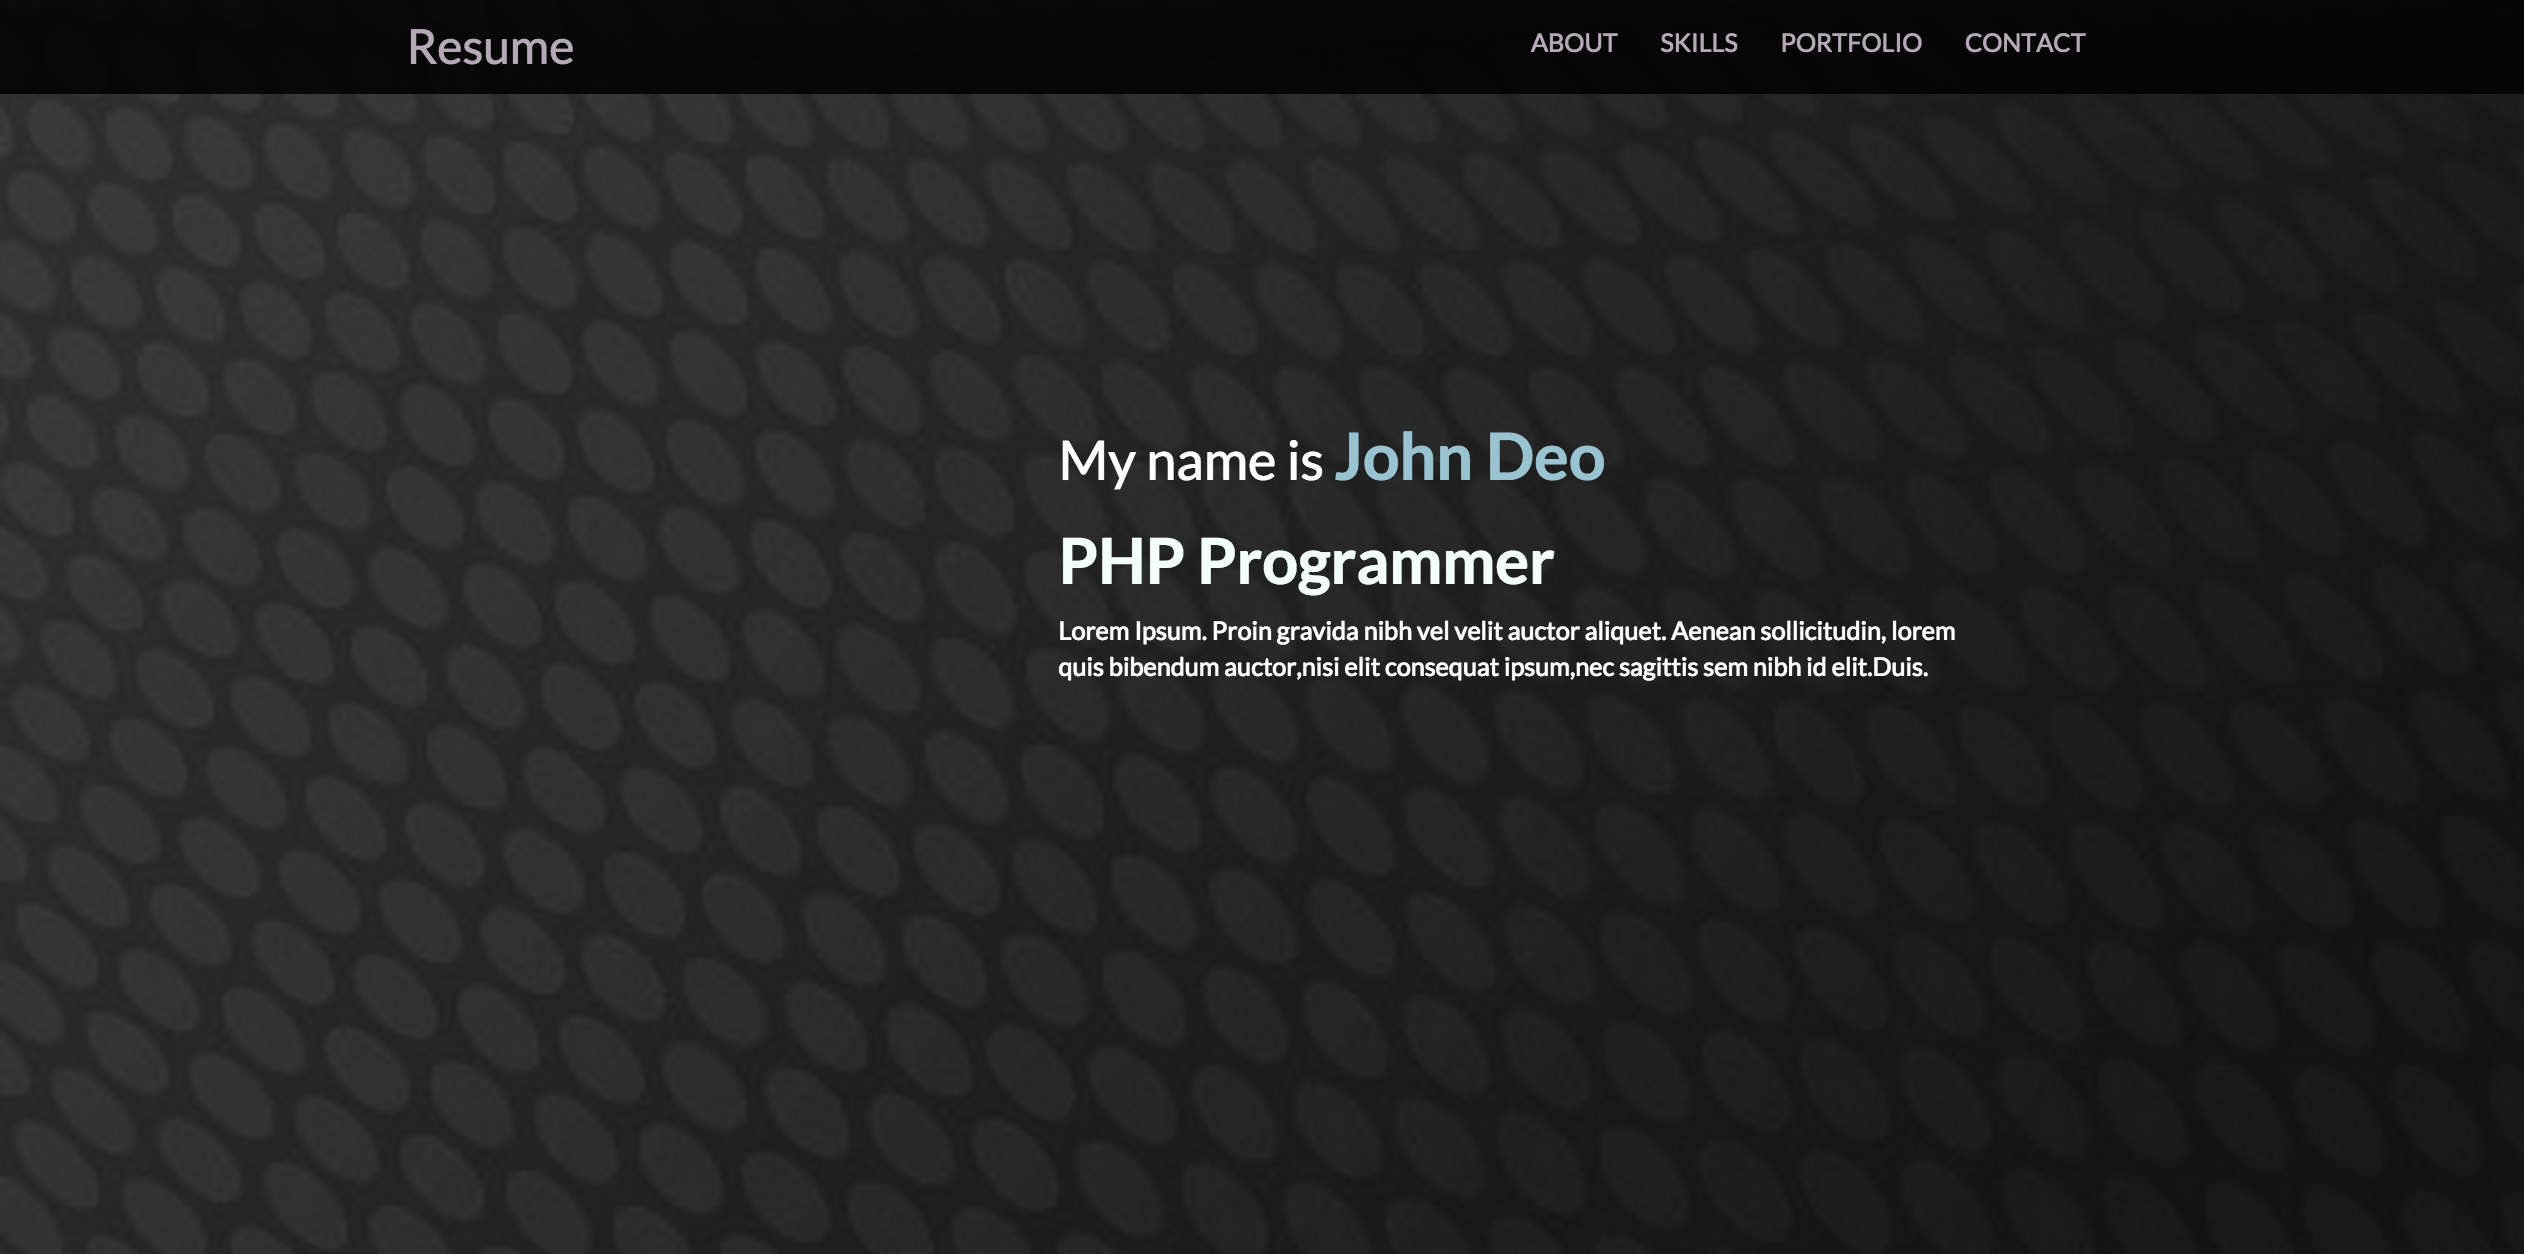 Resume
ABOUT SKILLS PORTFOLIO CONTACT
My name is John Deo
PHP Programmer
Lorem Ipsum. Proin gravida nibh vel velit auctor aliquet. Aenean sollicitudin, lorem
quis bibendum auctor,nisi elit consequat ipsum,nec sagittis sem nibh id elit.Duis.